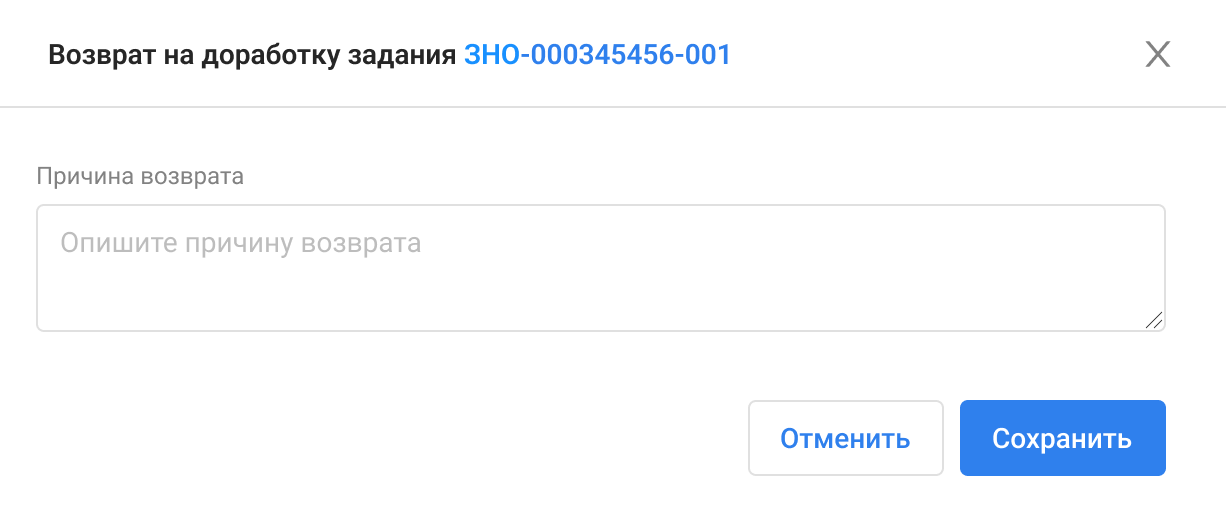 Возврат на доработку задания ЗНО-000345456-001
Причина возврата
Опишите причину возврата
Отменить
Сохранить